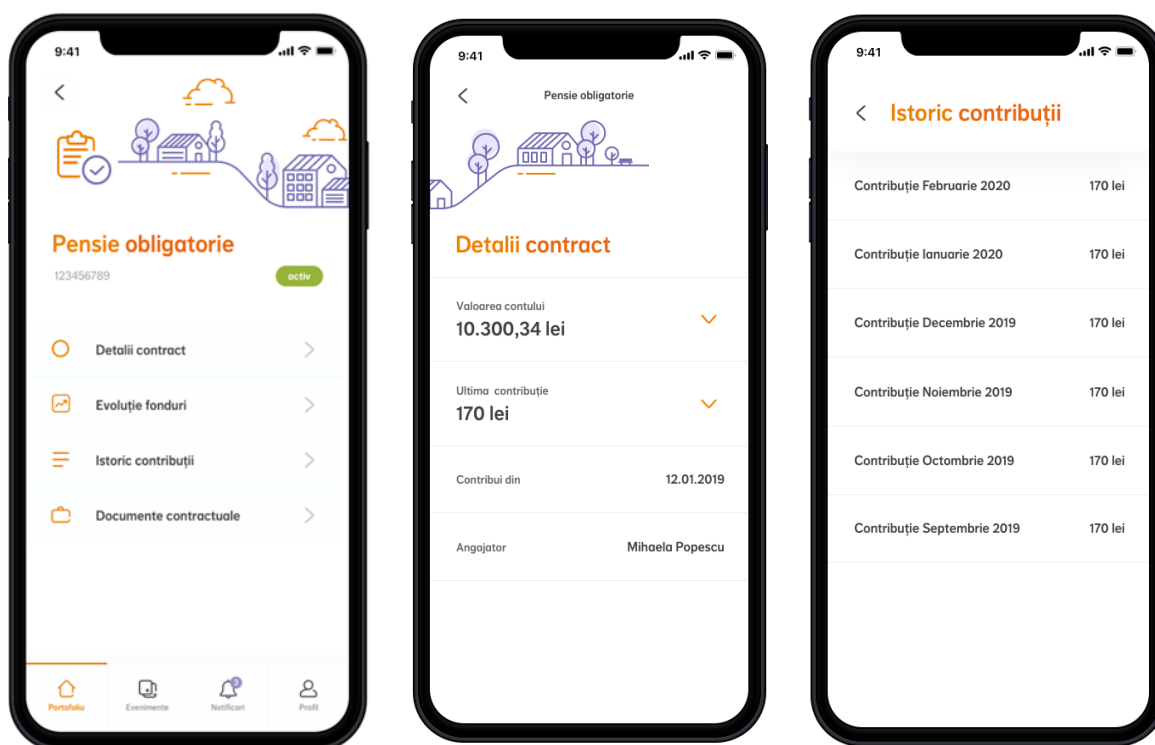 9:41
Pensie obligatorie
123456789
activ
Detalii contract
Evoluție fonduri
Istoric contribuții
Documente contractuale
Portofoliu
Evenimente
3
Notificari
Profil
9:41
Pensie obligatorie
Detalii contract
Valoarea contului
10.300,34 lei
Ultima contribuție
170 lei
Contribui din 12.01.2019
Angajator Mihaela Popescu
9:41
Istoric contribuții
Contribuție Februarie 2020 170 lei
Contribuție Ianuarie 2020 170 lei
Contribuție Decembrie 2019 170 lei
Contribuție Noiembrie 2019 170 lei
Contribuție Octombrie 2019 170 lei
Contribuție Septembrie 2019 170 lei